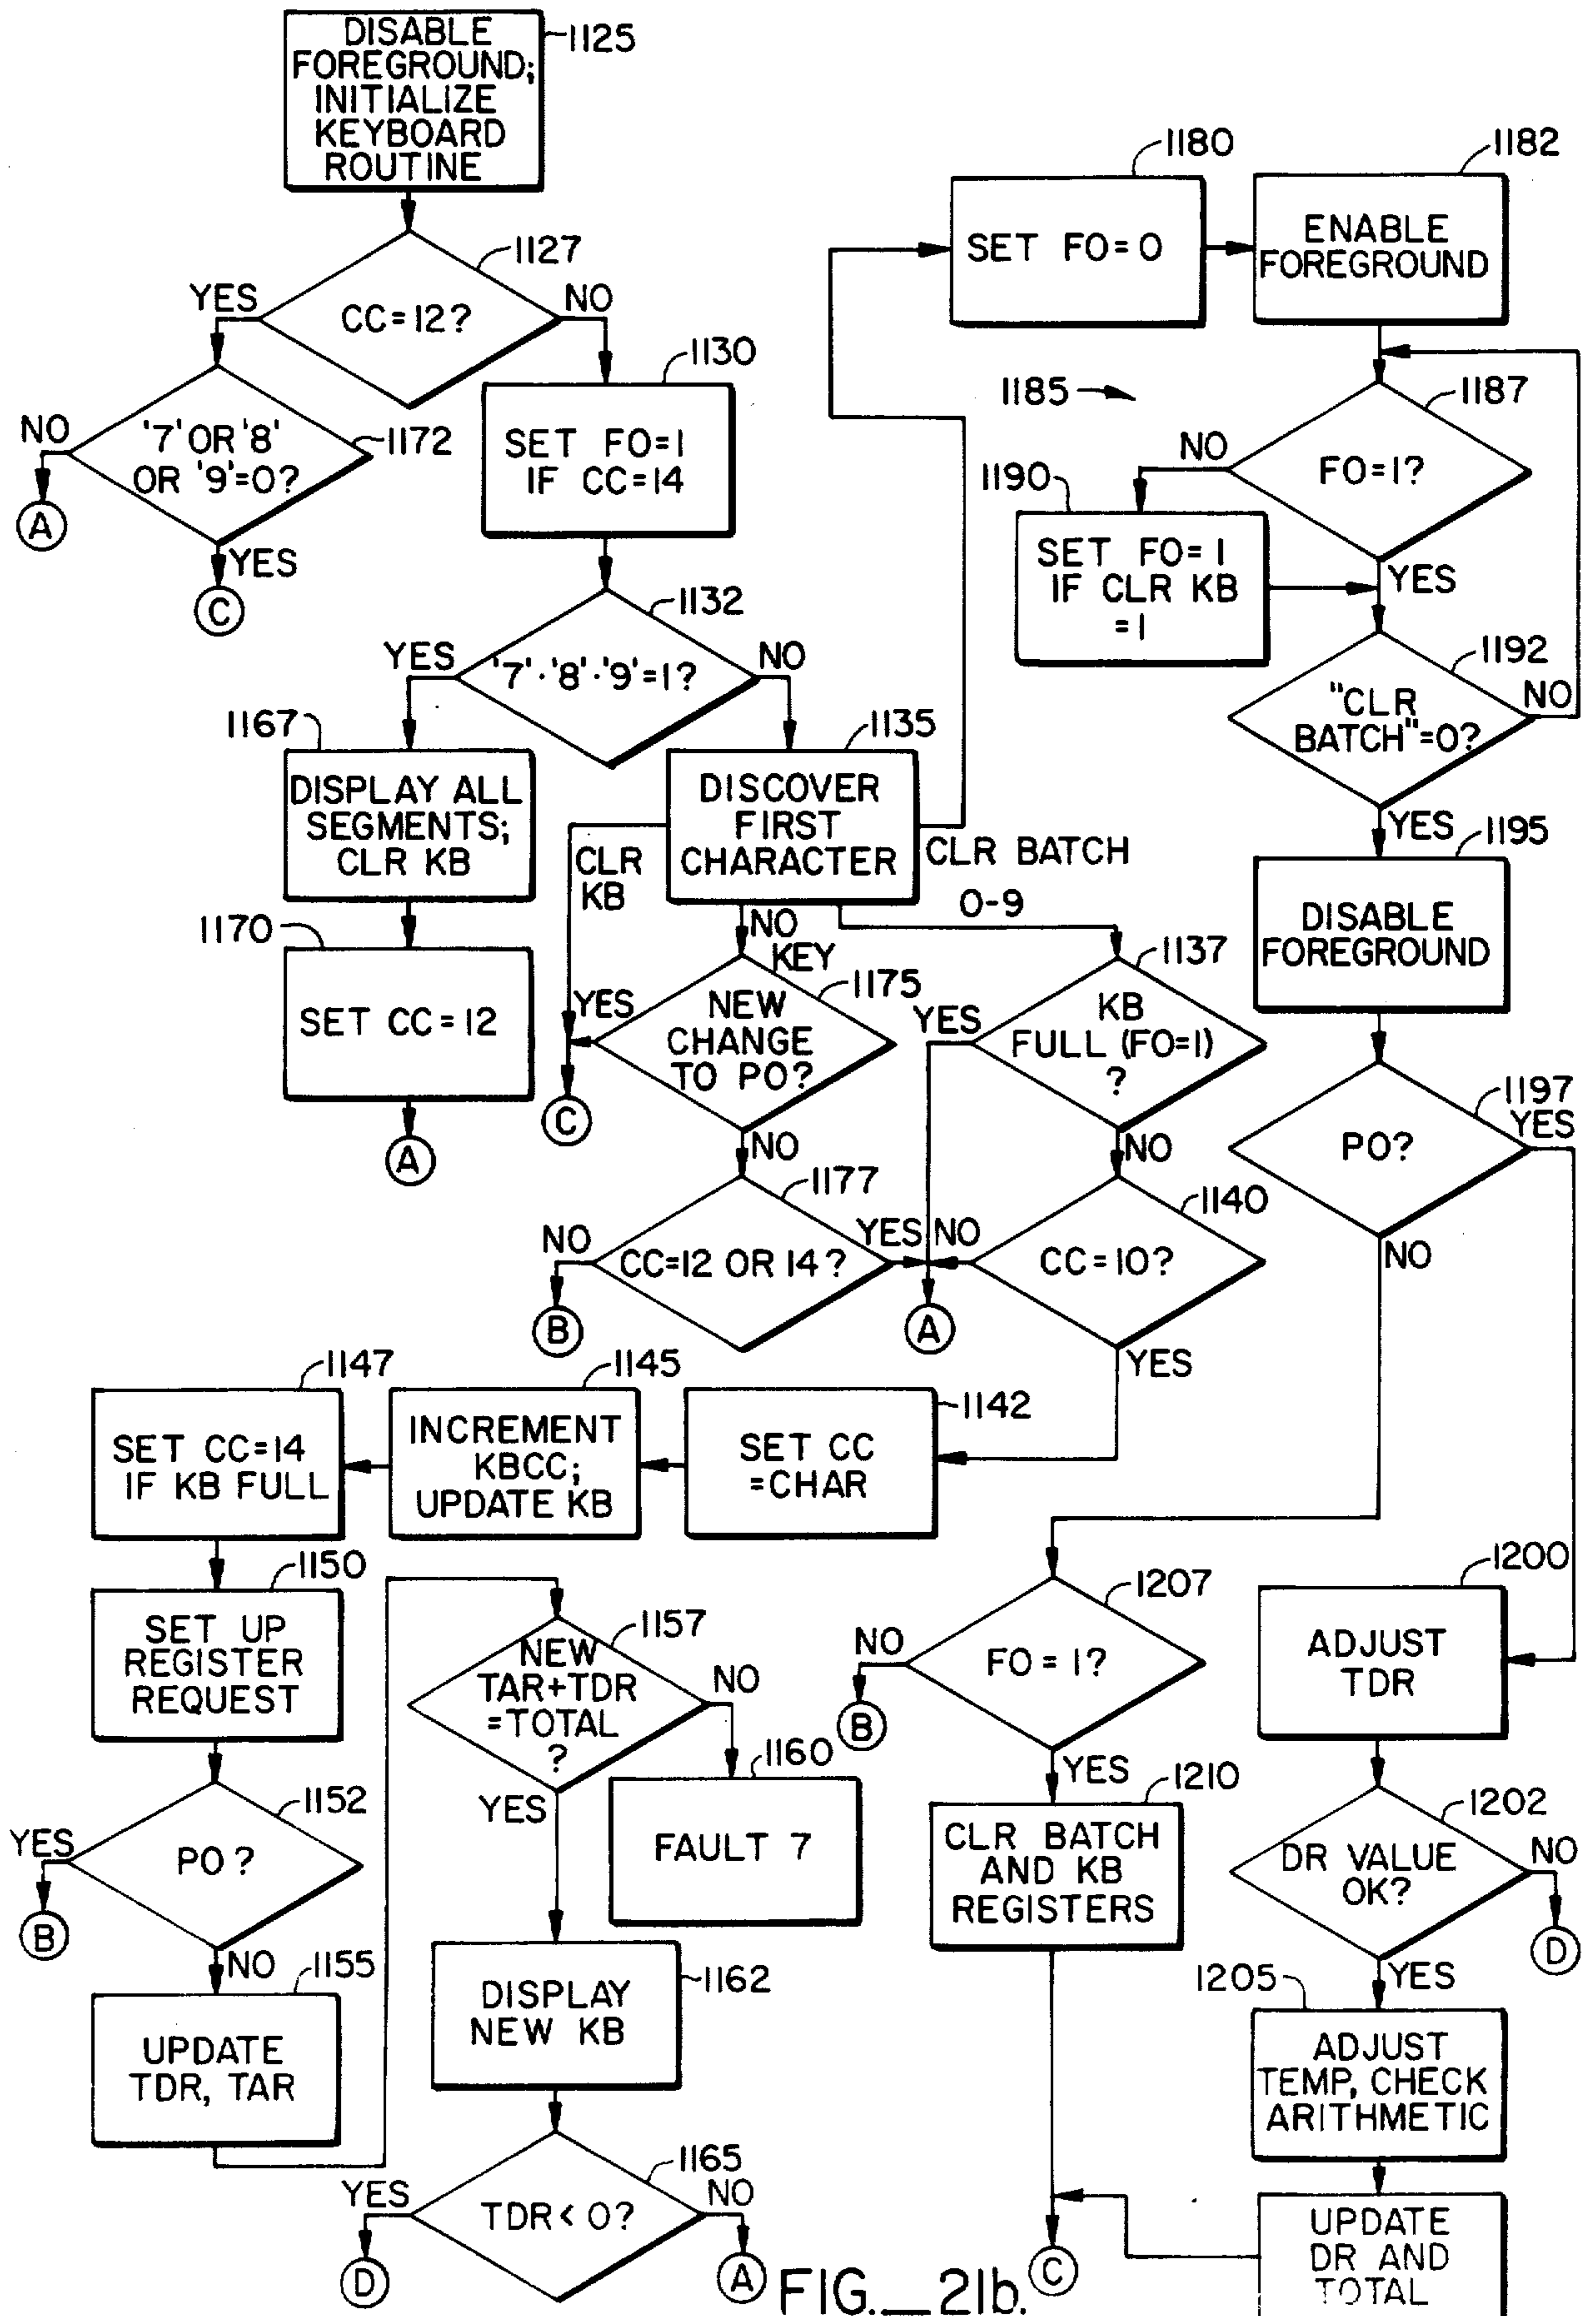 DISABLE
FOREGROUND;
INITIALIZE
KEYBOARD
ROUTINE
1125
1127
YES
CC=12?
NO
NO
'7' OR '8'
OR '9'=0?
1172
A
YES
C
1130
SET FO=1
IF CC=14
1132
YES
'7'·'8'·'9'=1?
NO
1167
DISPLAY ALL
SEGMENTS;
CLR KB
1170
SET CC=12
A
1135
DISCOVER
FIRST
CHARACTER
CLR
KB
CLR BATCH
0-9
NO
KEY
YES
NEW
CHANGE
TO PO?
1175
C
NO
1177
NO
CC=12 OR 14?
YES
B
1137
YES
KB
FULL (FO=1)
?
NO
1140
NO
CC=10?
A
YES
1142
SET CC
=CHAR
1145
INCREMENT
KBCC;
UPDATE KB
1147
SET CC=14
IF KB FULL
1150
SET UP
REGISTER
REQUEST
1152
YES
PO?
B
NO
1155
UPDATE
TDR, TAR
1157
NEW
TAR+TDR
=TOTAL
?
NO
YES
1160
FAULT 7
1162
DISPLAY
NEW KB
1165
YES
TDR< 0?
NO
D
A
1180
SET FO=0
1182
ENABLE
FOREGROUND
1185
1187
NO
FO=1?
1190
SET FO=1
IF CLR KB
=1
YES
1192
"CLR
BATCH"=0?
NO
YES
1195
DISABLE
FOREGROUND
1197
YES
PO?
NO
1207
NO
FO=1?
B
YES
1210
CLR BATCH
AND KB
REGISTERS
C
1200
ADJUST
TDR
1202
DR VALUE
OK?
NO
D
YES
1205
ADJUST
TEMP, CHECK
ARITHMETIC
UPDATE
DR AND
TOTAL
FIG._21b.